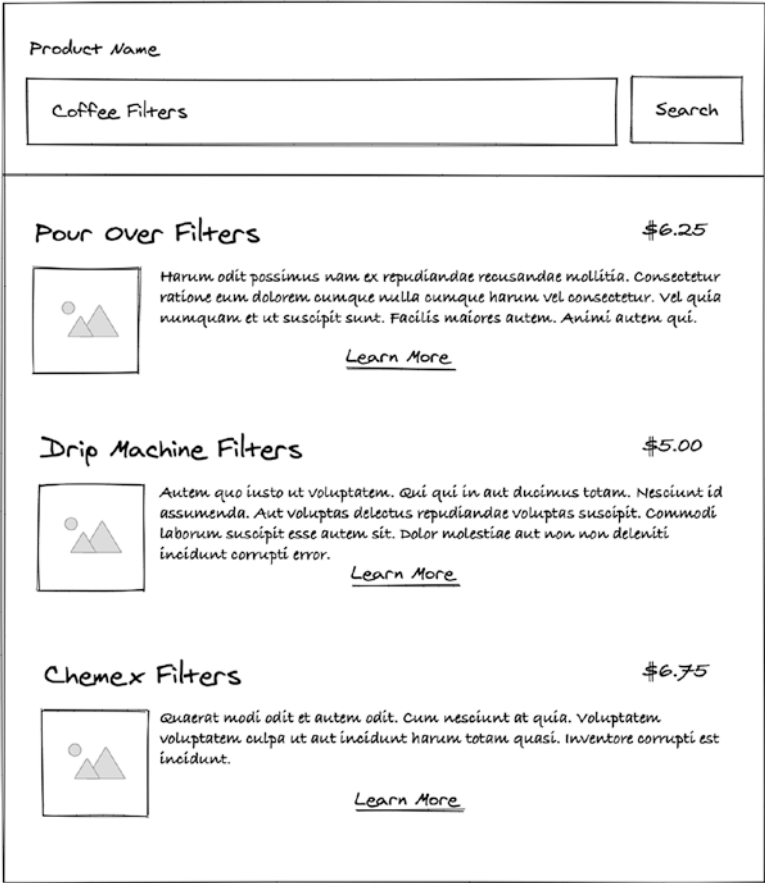 Product Name
Coffee Filters
Search
Pour Over Filters
$6.25
Harum odit possimus nam ex repudiandae recusandae mollitia. Consectetur
ratione eum dolorem cumque nulla cumque harum vel consectetur. Vel quia
numquam et ut suscipit sunt. Facilis maiores autem. Animi autem qui.
Learn More
Drip Machine Filters
$5.00
Autem quo iusto ut voluptatem. Qui qui in aut ducimus totam. Nesciunt id
assumenda. Aut voluptas delectus repudiandae voluptas suscipit. Commodi
laborum suscipit esse autem sit. Dolor molestiae aut non non deleniti
incidunt corrupti error.
Learn More
Chemex Filters
$6.75
Quaerat modi odit et autem odit. Cum nesciunt at quia. Voluptatem
voluptatem culpa ut aut incidunt harum totam quasi. Inventore corrupti est
incidunt.
Learn More